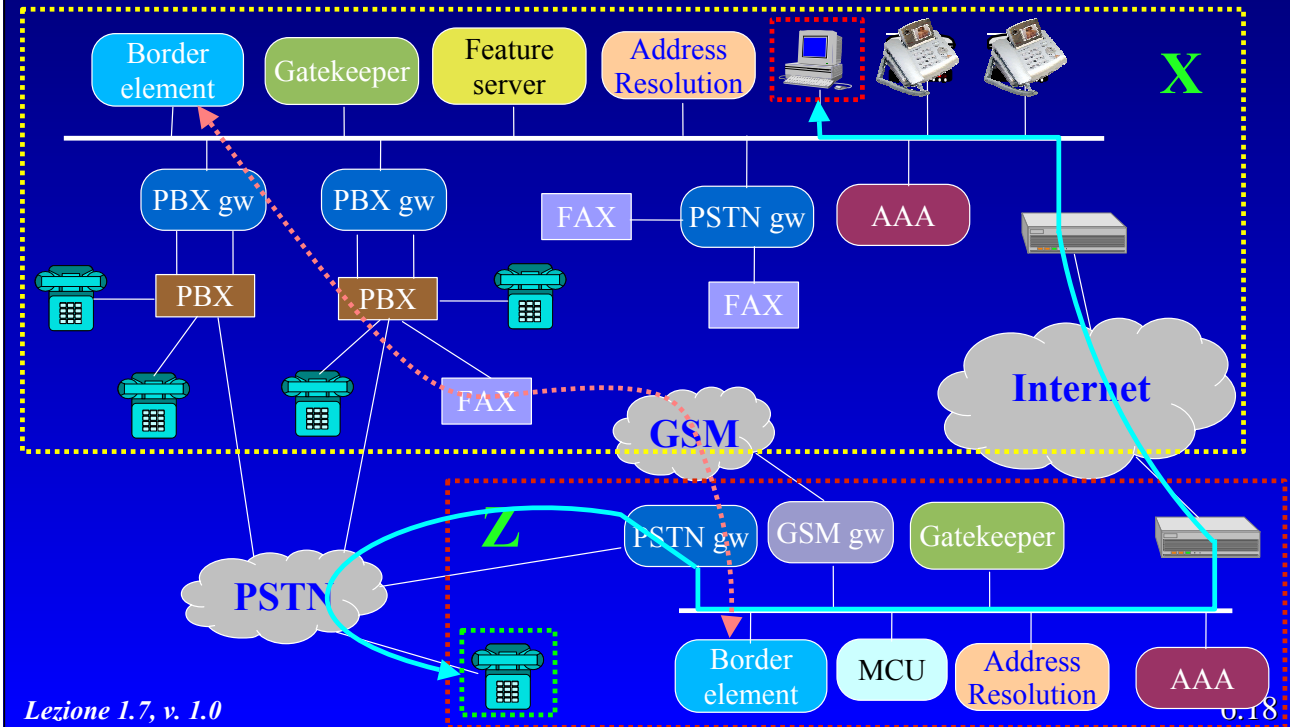 Border
element
Gatekeeper
Feature
server
Address
Resolution
X
PBX gw
PBX gw
FAX
PSTN gw
AAA
PBX
PBX
FAX
FAX
Internet
GSM
Z
PSTN gw
GSM gw
Gatekeeper
PSTN
Border
element
MCU
Address
Resolution
AAA
Lezione 1.7, v. 1.0
6.18